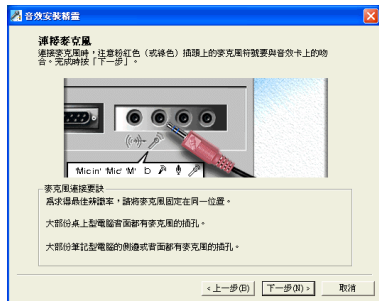 音效安裝精靈
連接麥克風
連接麥克風時，注意粉紅色（或綠色）插頭上的麥克風符號要與音效卡上的吻
合。完成時按「下一步」。
'Mic in' 'Mic' 'M'
麥克風連接要訣
為求得最佳辨識率，請將麥克風固定在同一位置。
大部份桌上型電腦背面都有麥克風的插孔。
大部份筆記型電腦的側邊或背面都有麥克風的插孔。
<上一步(B)
下一步(N)>
取消